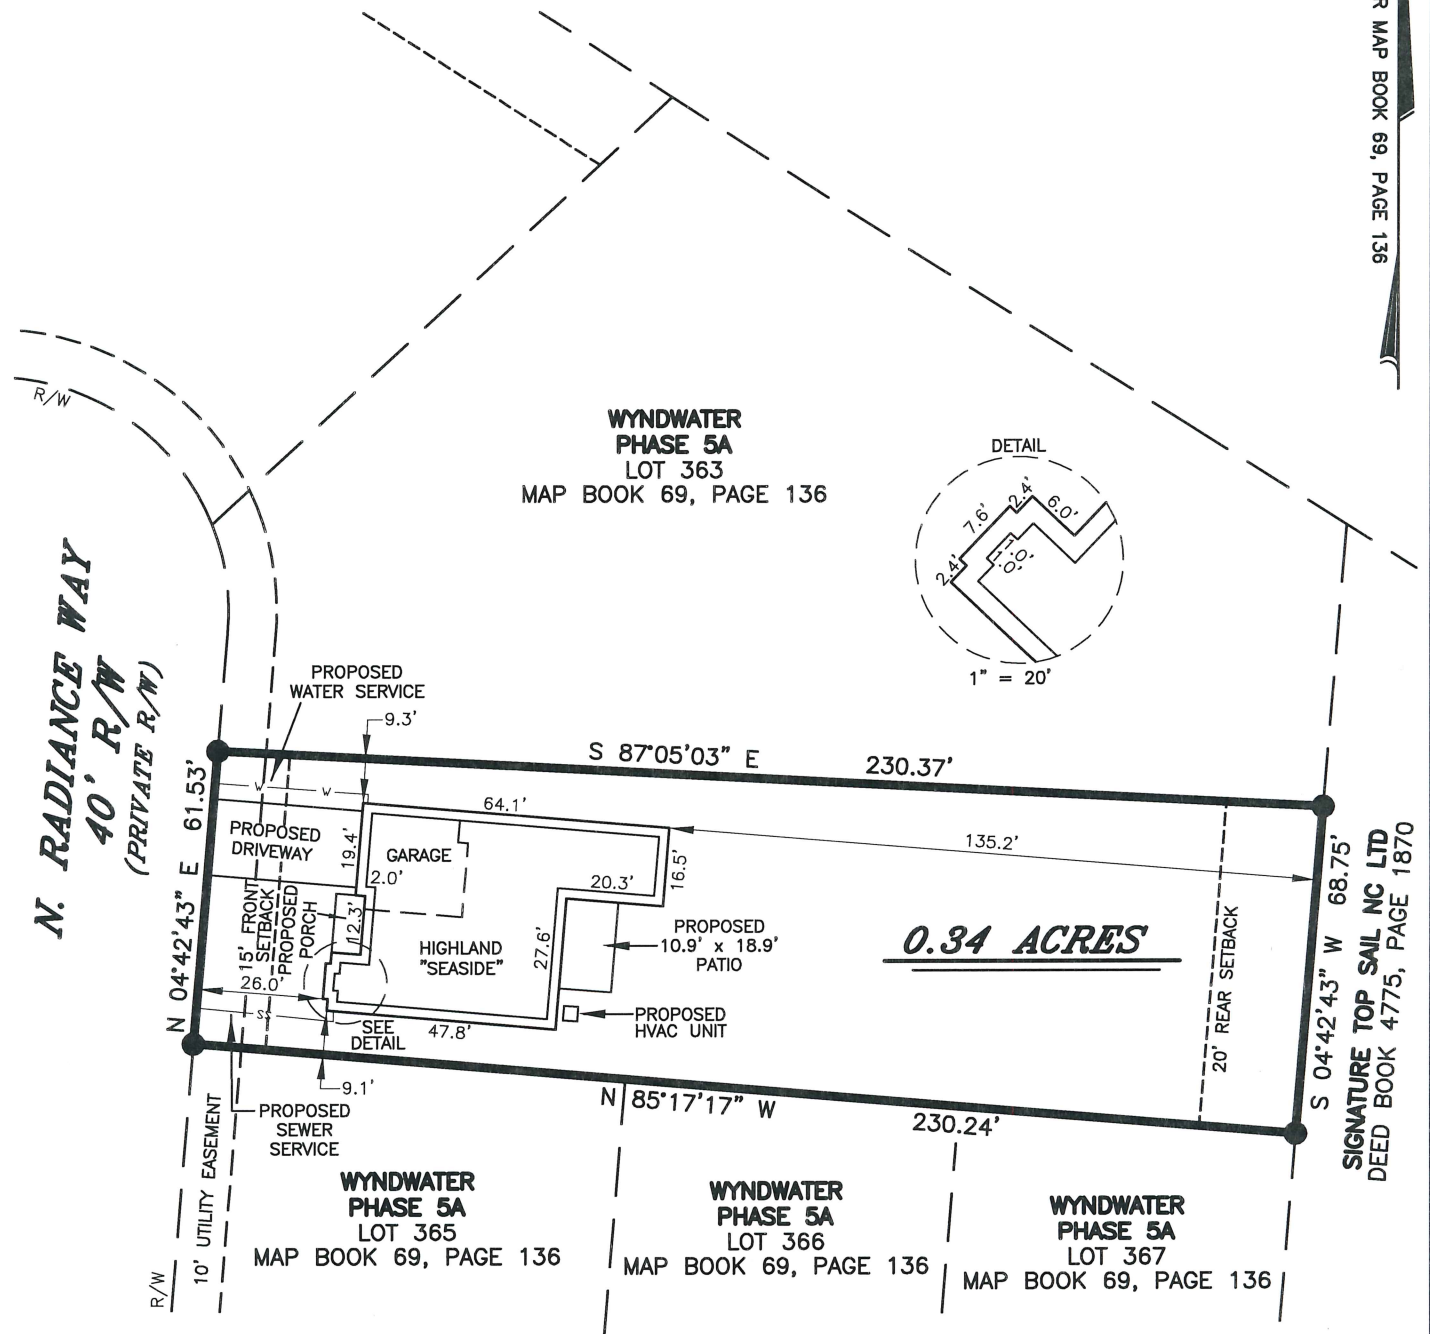 R MAP BOOK 69, PAGE 136
R/W
WYNDWATER
PHASE 5A
LOT 363
MAP BOOK 69, PAGE 136
DETAIL
2.4'
7.6'
2.4'
6.0'
1.0'
1.0'
1" = 20'
N. RADIANCE WAY
40' R/W
(PRIVATE R/W)
PROPOSED
WATER SERVICE
9.3'
S 87°05'03" E
230.37'
N 04°42'43" E 61.53'
W W
64.1'
PROPOSED
DRIVEWAY
19.4'
GARAGE
2.0'
20.3'
16.5'
135.2'
15' FRONT
SETBACK
PROPOSED
PORCH
12.3'
HIGHLAND
"SEASIDE"
27.6'
PROPOSED
10.9' x 18.9'
PATIO
0.34 ACRES
20' REAR SETBACK
26.0'
SS
SEE
DETAIL
47.8'
PROPOSED
HVAC UNIT
9.1'
PROPOSED
SEWER
SERVICE
N 85°17'17" W
230.24'
S 04°42'43" W 68.75'
SIGNATURE TOP SAIL NC LTD
DEED BOOK 4775, PAGE 1870
10' UTILITY EASEMENT
R/W
WYNDWATER
PHASE 5A
LOT 365
MAP BOOK 69, PAGE 136
WYNDWATER
PHASE 5A
LOT 366
MAP BOOK 69, PAGE 136
WYNDWATER
PHASE 5A
LOT 367
MAP BOOK 69, PAGE 136